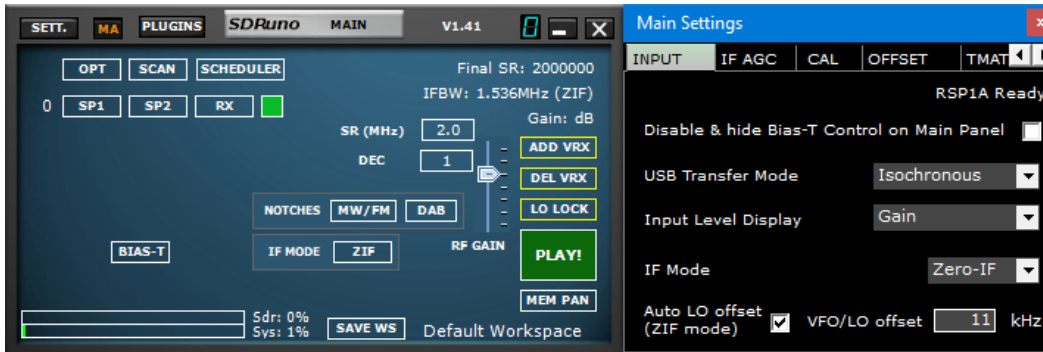 SETT. MA PLUGINS SDRuno MAIN V1.41
OPT SCAN SCHEDULER Final SR: 2000000
IFBW: 1.536MHz (ZIF)
0 SP1 SP2 RX Gain: dB
SR (MHz) 2.0 ADD VRX
DEC 1 DEL VRX
NOTCHES MW/FM DAB LO LOCK
BIAS-T IF MODE ZIF RF GAIN PLAY!
MEM PAN
Sdr: 0%
Sys: 1% SAVE WS Default Workspace
Main Settings
INPUT IF AGC CAL OFFSET TMAT
RSP1A Ready
Disable & hide Bias-T Control on Main Panel
USB Transfer Mode Isochronous
Input Level Display Gain
IF Mode Zero-IF
Auto LO offset
(ZIF mode) VFO/LO offset 11 kHz